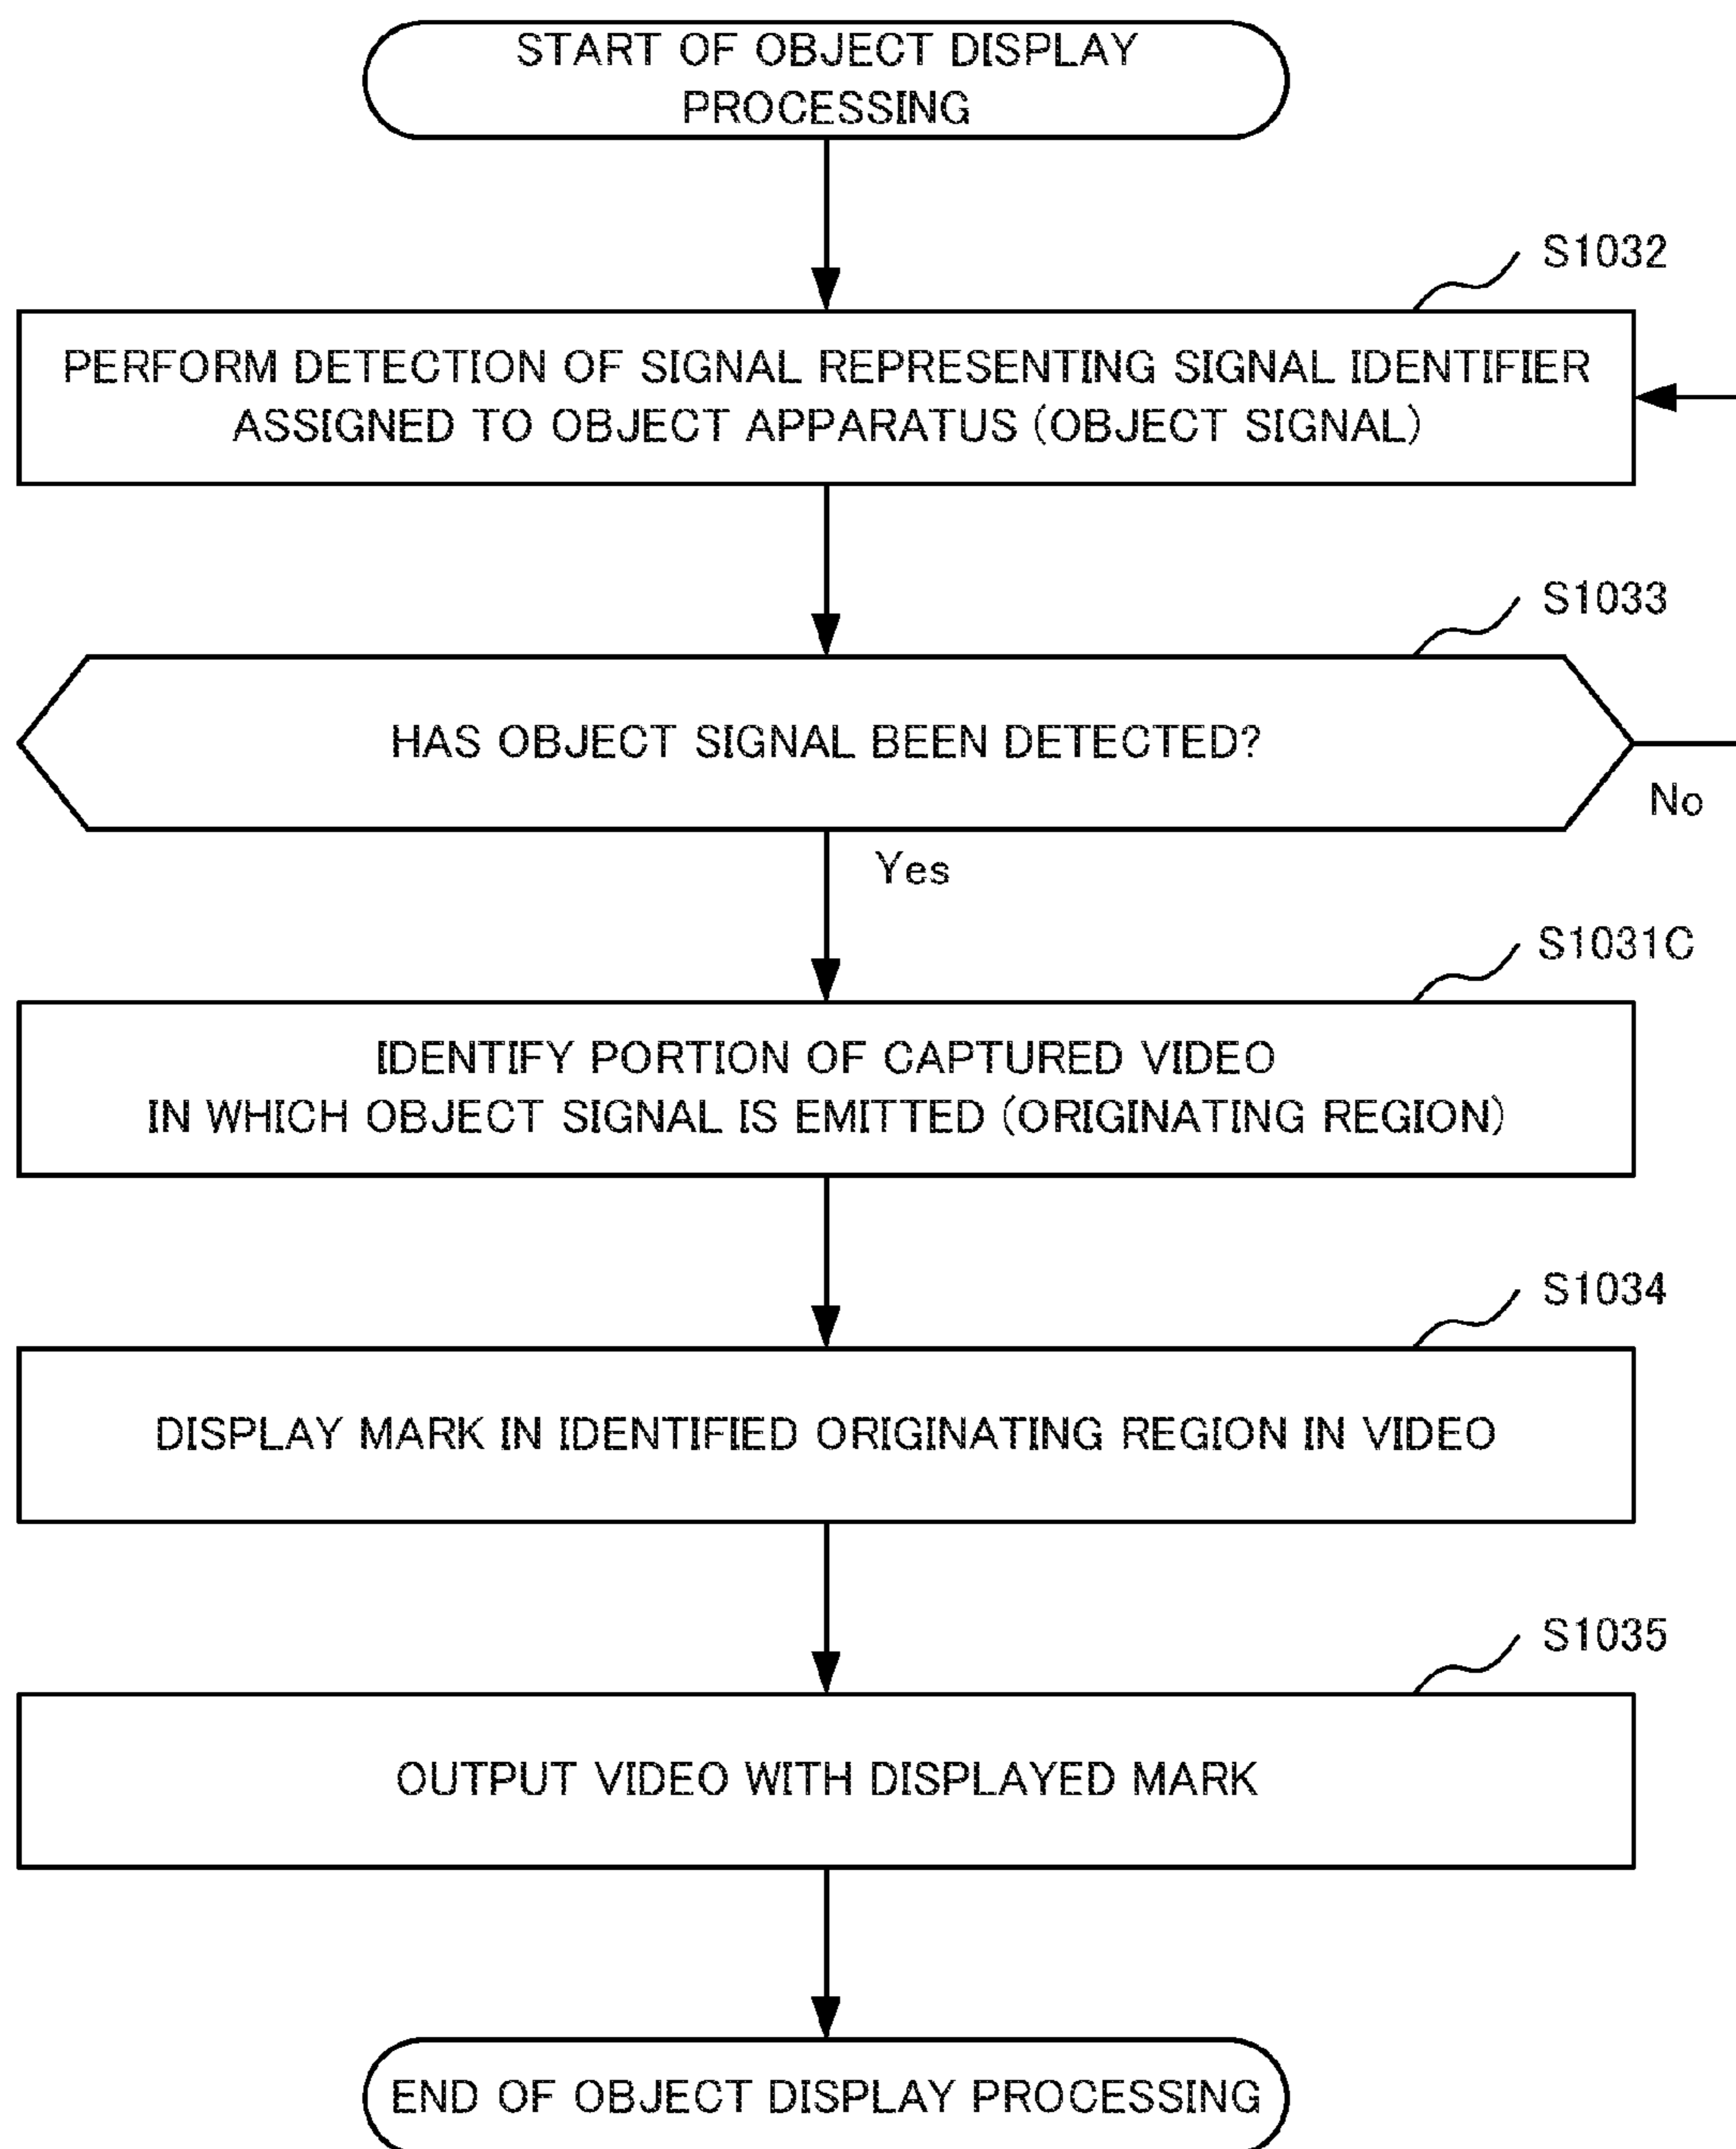 START OF OBJECT DISPLAY
PROCESSING
S1032
PERFORM DETECTION OF SIGNAL REPRESENTING SIGNAL IDENTIFIER
ASSIGNED TO OBJECT APPARATUS (OBJECT SIGNAL)
S1033
HAS OBJECT SIGNAL BEEN DETECTED?
No
Yes
S1031C
IDENTIFY PORTION OF CAPTURED VIDEO
IN WHICH OBJECT SIGNAL IS EMITTED (ORIGINATING REGION)
S1034
DISPLAY MARK IN IDENTIFIED ORIGINATING REGION IN VIDEO
S1035
OUTPUT VIDEO WITH DISPLAYED MARK
END OF OBJECT DISPLAY PROCESSING